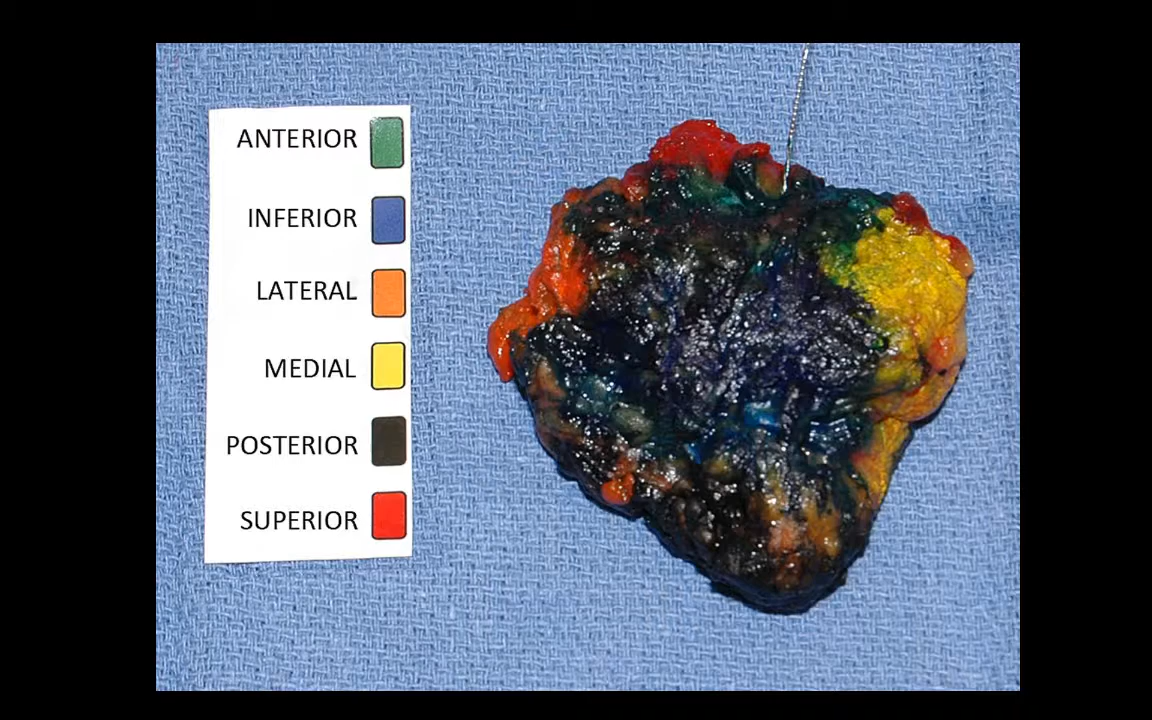 ANTERIOR
INFERIOR
LATERAL
MEDIAL
POSTERIOR
SUPERIOR